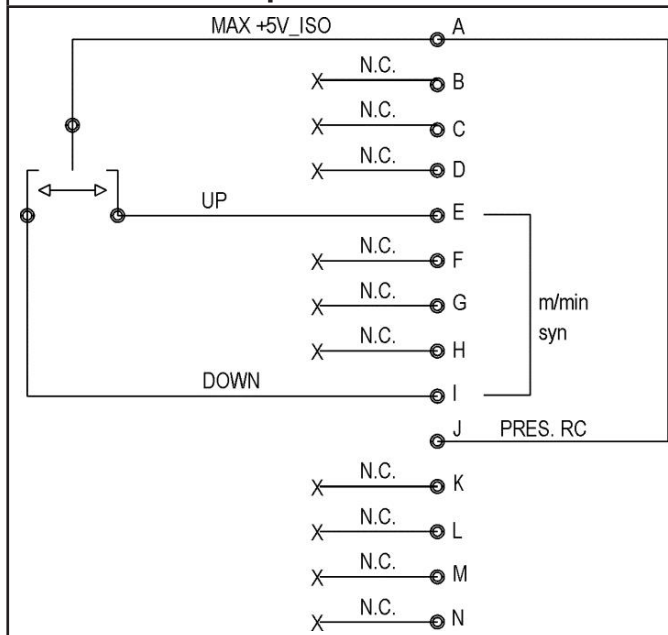 MAX +5V_ISO A
X N.C. B
X N.C. C
X N.C. D
UP E
X N.C. F
X N.C. G
m/min
syn
X N.C. H
DOWN I
J PRES. RC
X N.C. K
X N.C. L
X N.C. M
X N.C. N